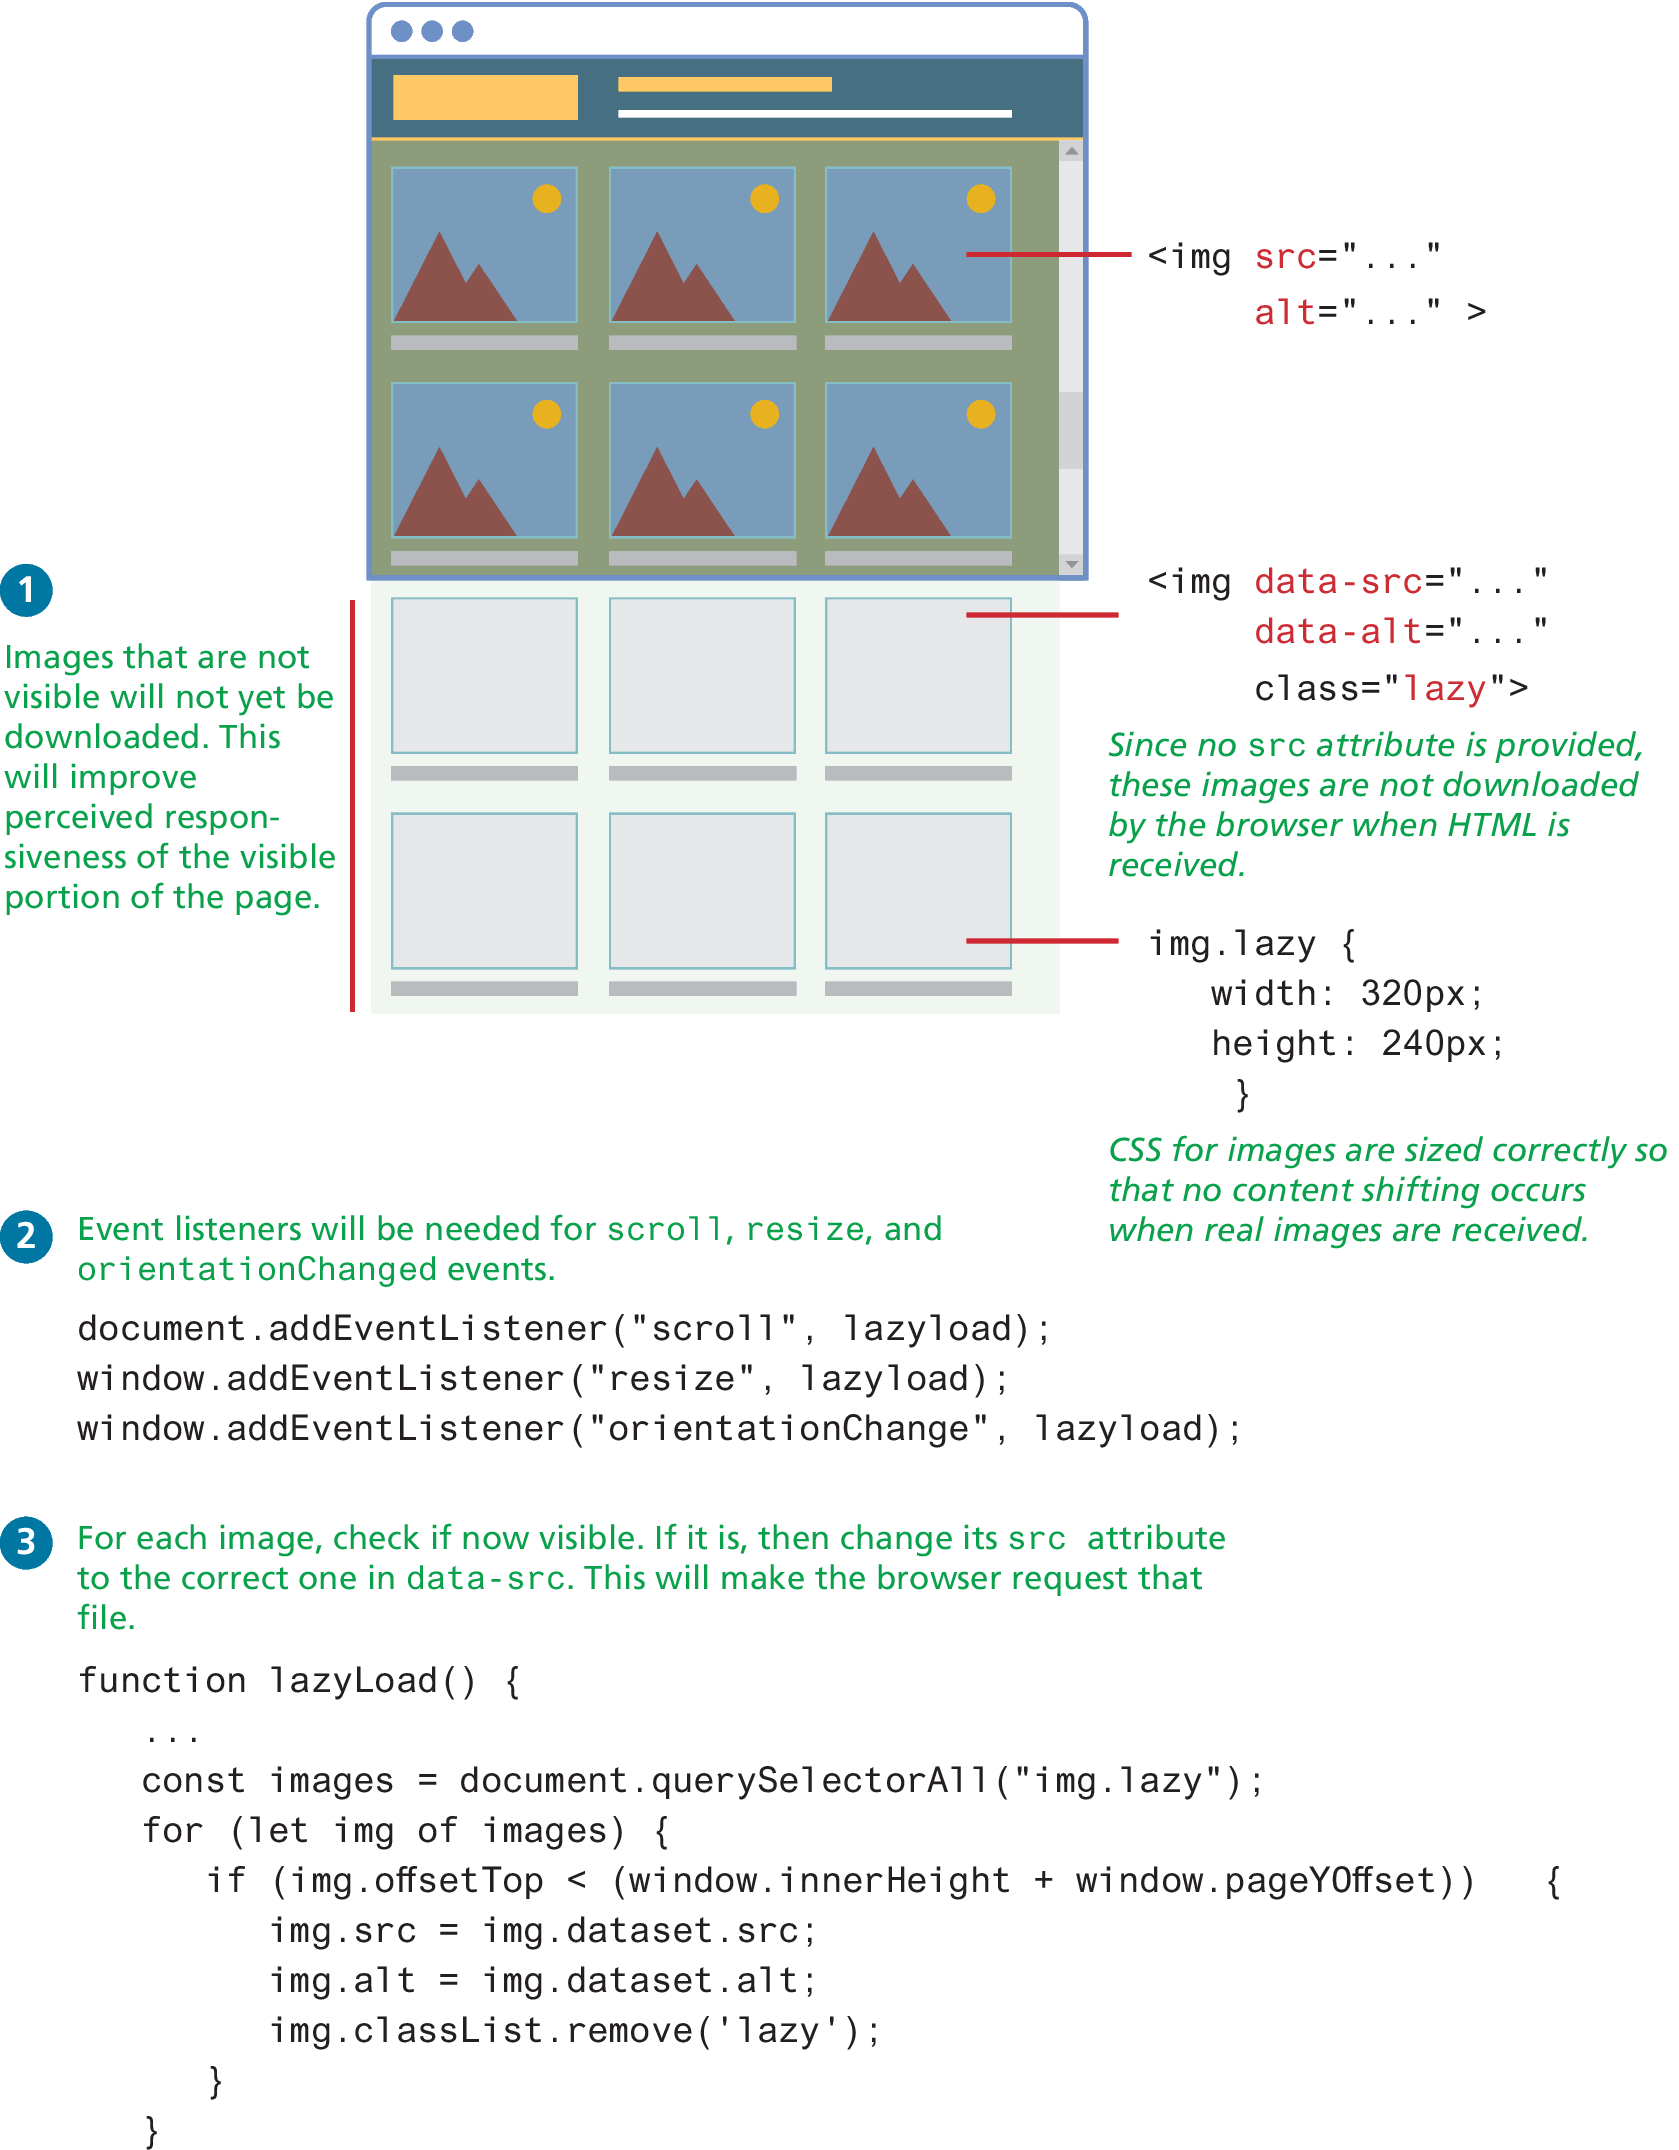 <img src="..."
alt="..." >
1
Images that are not
visible will not yet be
downloaded. This
will improve
perceived respon-
siveness of the visible
portion of the page.
<img data-src="..."
data-alt="..."
class="lazy">
Since no src attribute is provided,
these images are not downloaded
by the browser when HTML is
received.
img.lazy {
width: 320px;
height: 240px;
}
CSS for images are sized correctly so
that no content shifting occurs
when real images are received.
2
Event listeners will be needed for scroll, resize, and
orientationChanged events.
document.addEventListener("scroll", lazyload);
window.addEventListener("resize", lazyload);
window.addEventListener("orientationChange", lazyload);
3
For each image, check if now visible. If it is, then change its src attribute
to the correct one in data-src. This will make the browser request that
file.
function lazyLoad() {
...
const images = document.querySelectorAll("img.lazy");
for (let img of images) {
if (img.offsetTop < (window.innerHeight + window.pageYOffset)) {
img.src = img.dataset.src;
img.alt = img.dataset.alt;
img.classList.remove('lazy');
}
}